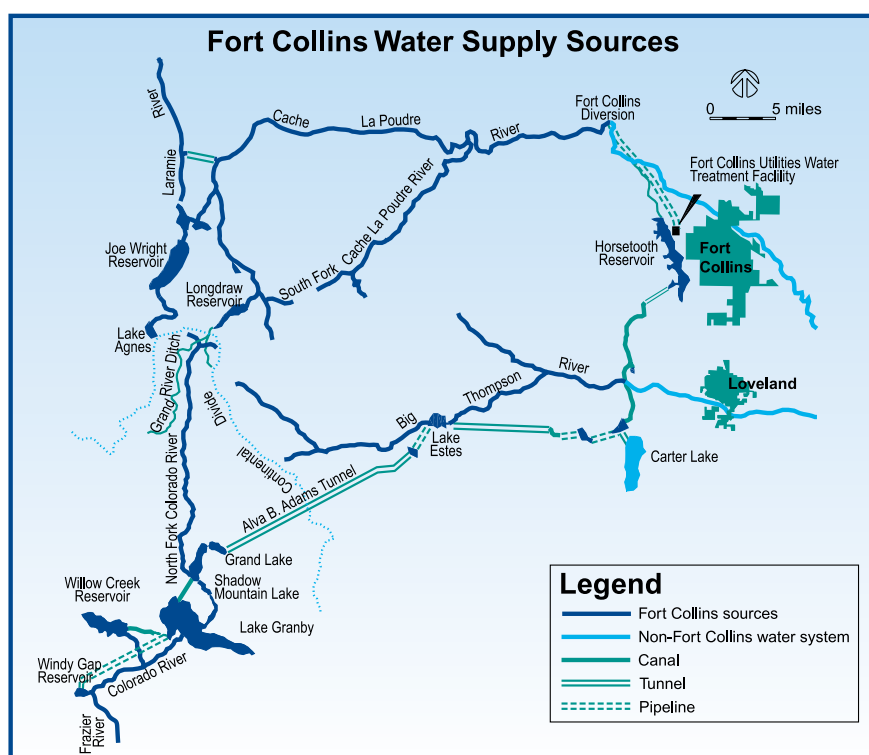 Fort Collins Water Supply Sources
0 5 miles
Fort Collins
Diversion
Fort Collins Utilities Water
Treatment Facility
River
Laramie
Cache
La Poudre
River
Cache La Poudre River
South Fork
Joe Wright
Reservoir
Longdraw
Reservoir
Lake
Agnes
Grand River Ditch
Horsetooth
Reservoir
Fort
Collins
Divide
Continental
North Fork Colorado River
Big
Thompson
River
Loveland
Lake
Estes
Carter Lake
Alva B. Adams Tunnel
Grand Lake
Shadow
Mountain Lake
Willow Creek
Reservoir
Lake Granby
Windy Gap
Reservoir
Colorado River
Frazier
River
Legend
Fort Collins sources
Non-Fort Collins water system
Canal
Tunnel
Pipeline